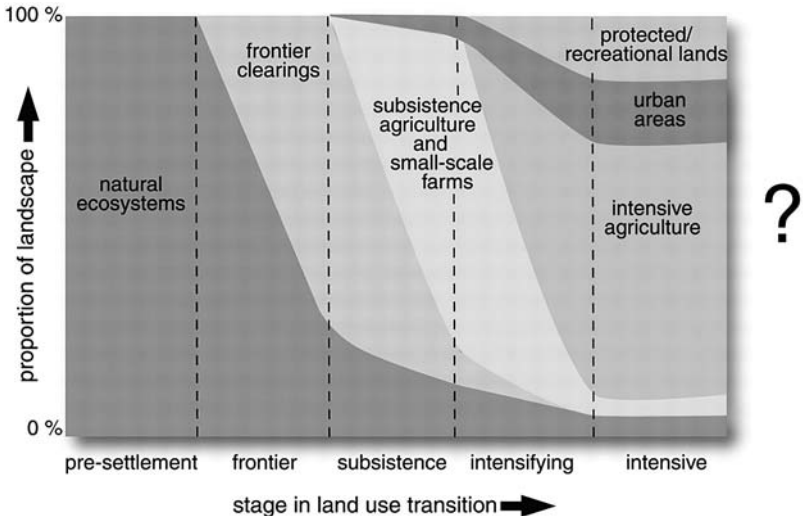 100 %
proportion of landscape
0 %
natural
ecosystems
frontier
clearings
subsistence
agriculture
and
small-scale
farms
protected/
recreational lands
urban
areas
intensive
agriculture
?
pre-settlement
frontier
subsistence
intensifying
intensive
stage in land use transition